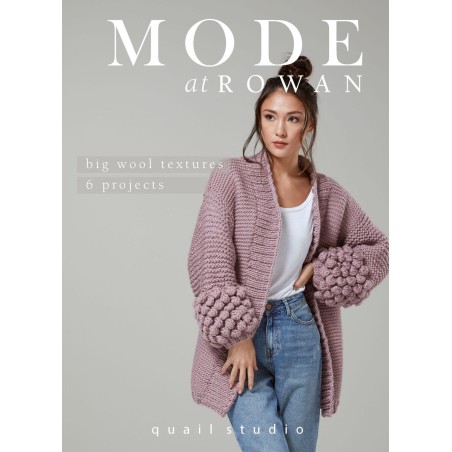 MODE
at ROWAN
big wool textures
6 projects
quail studio